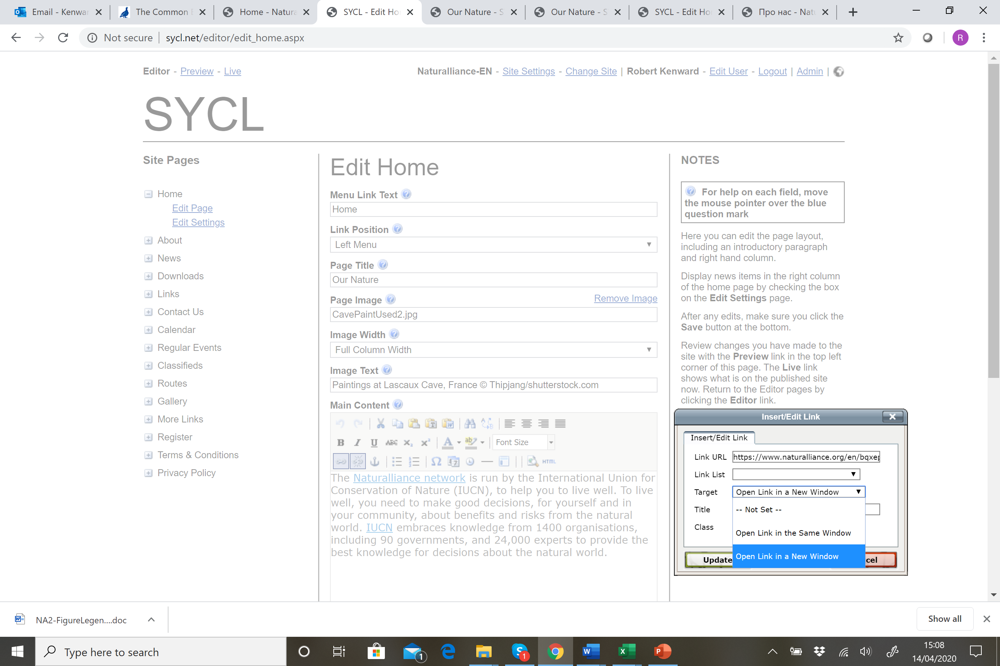 Email - Kenwar
The Common E
Home - Natura
SYCL - Edit Ho
Our Nature - S
Our Nature - S
SYCL - Edit Ho
Про нас - Natu
Not secure
sycl.net/editor/edit_home.aspx
R
Editor - Preview - Live
Naturalliance-EN - Site Settings - Change Site | Robert Kenward - Edit User - Logout | Admin |
SYCL
Site Pages
Home
Edit Page
Edit Settings
About
News
Downloads
Links
Contact Us
Calendar
Regular Events
Classifieds
Routes
Gallery
More Links
Register
Terms & Conditions
Privacy Policy
Edit Home
Menu Link Text
Home
Link Position
Left Menu
Page Title
Our Nature
Page Image
Remove Image
CavePaintUsed2.jpg
Image Width
Full Column Width
Image Text
Paintings at Lascaux Cave, France © Thipjang/shutterstock.com
Main Content
Font Size
HTML
The Naturalliance network is run by the International Union for
Conservation of Nature (IUCN), to help you to live well. To live
well, you need to make good decisions, for yourself and in
your community, about benefits and risks from the natural
world. IUCN embraces knowledge from 1400 organisations,
including 90 governments, and 24,000 experts to provide the
best knowledge for decisions about the natural world.
NOTES
For help on each field, move
the mouse pointer over the blue
question mark
Here you can edit the page layout,
including an introductory paragraph
and right hand column.
Display news items in the right column
of the home page by checking the box
on the Edit Settings page.
After any edits, make sure you click the
Save button at the bottom.
Review changes you have made to the
site with the Preview link in the top left
corner of this page. The Live link
shows what is on the published site
now. Return to the Editor pages by
clicking the Editor link.
Insert/Edit Link
Insert/Edit Link
Link URL
https://www.naturalliance.org/en/bqxep
Link List
Target
Open Link in a New Window
Title
-- Not Set --
Class
Open Link in the Same Window
Open Link in a New Window
Update
cel
NA2-FigureLegen....doc
Show all
Type here to search
1
1
15:08
14/04/2020